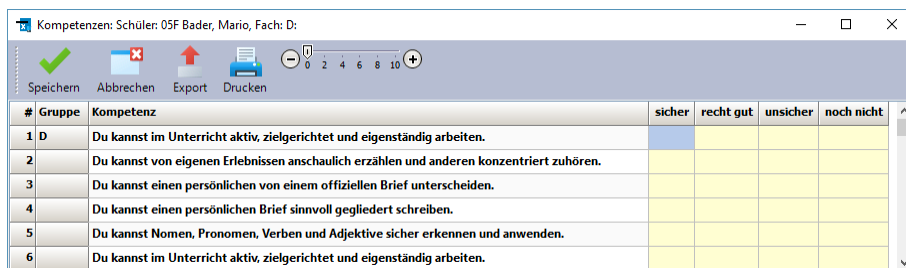 Kompetenzen: Schüler: 05F Bader, Mario, Fach: D:
Speichern Abbrechen Export Drucken 0 2 4 6 8 10
# Gruppe Kompetenz sicher recht gut unsicher noch nicht
1 D Du kannst im Unterricht aktiv, zielgerichtet und eigenständig arbeiten.
2 Du kannst von eigenen Erlebnissen anschaulich erzählen und anderen konzentriert zuhören.
3 Du kannst einen persönlichen von einem offiziellen Brief unterscheiden.
4 Du kannst einen persönlichen Brief sinnvoll gegliedert schreiben.
5 Du kannst Nomen, Pronomen, Verben und Adjektive sicher erkennen und anwenden.
6 Du kannst im Unterricht aktiv, zielgerichtet und eigenständig arbeiten.